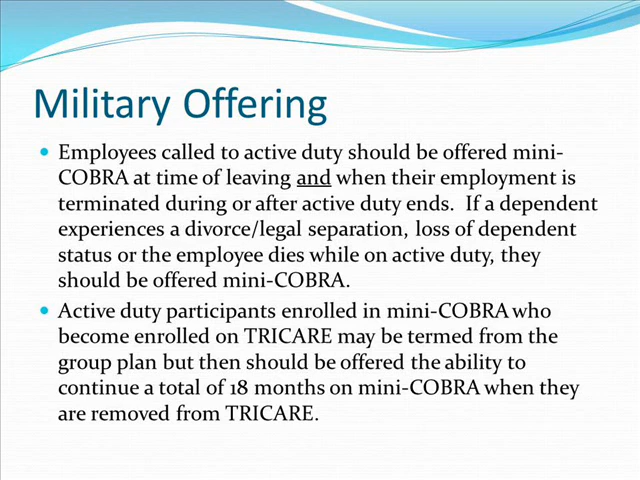 Military Offering
• Employees called to active duty should be offered mini-
COBRA at time of leaving and when their employment is
terminated during or after active duty ends.  If a dependent
experiences a divorce/legal separation, loss of dependent
status or the employee dies while on active duty, they
should be offered mini-COBRA.
• Active duty participants enrolled in mini-COBRA who
become enrolled on TRICARE may be termed from the
group plan but then should be offered the ability to
continue a total of 18 months on mini-COBRA when they
are removed from TRICARE.